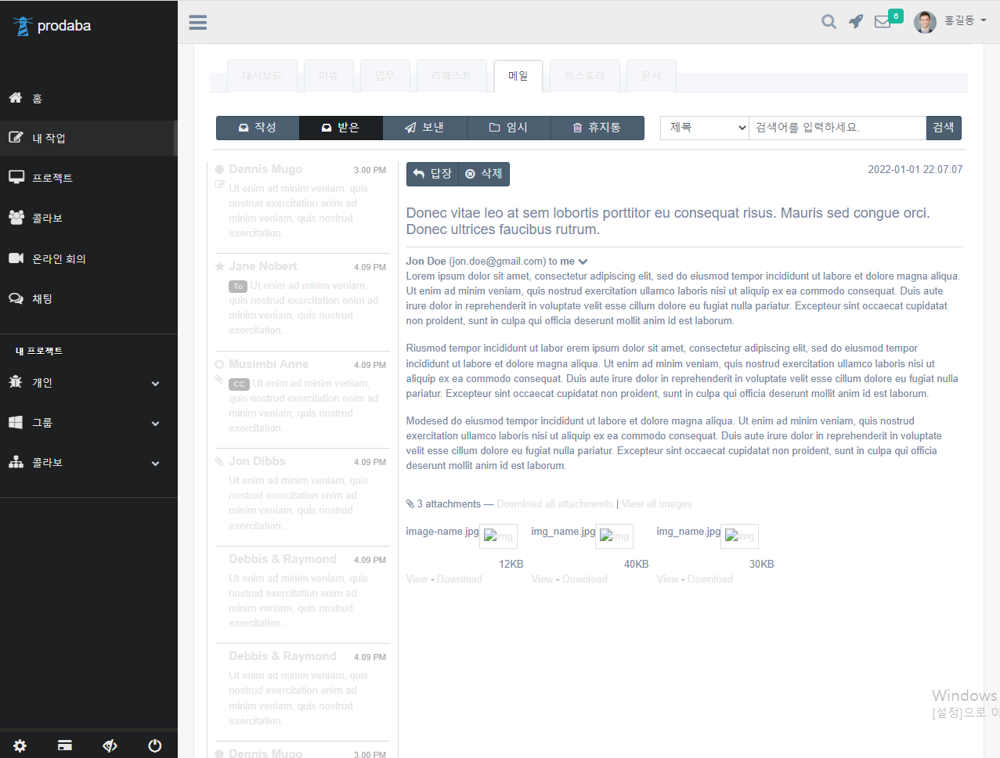 prodaba
6
홍길동
홈
내 작업
프로젝트
콜라보
온라인 회의
채팅
내 프로젝트
개인
그룹
콜라보
대시보드
이슈
업무
리퀘스트
메일
히스토리
문서
작성
받은
보낸
임시
휴지통
제목
검색어를 입력하세요.
검색
Dennis Mugo 3.00 PM
Ut enim ad minim veniam, quis
nostrud exercitation enim ad
minim veniam, quis nostrud
exercitation...
Jane Nobert 4.09 PM
To Ut enim ad minim veniam,
quis nostrud exercitation enim ad
minim veniam, quis nostrud
exercitation...
Musimbi Anne 4.09 PM
CC Ut enim ad minim veniam,
quis nostrud exercitation enim ad
minim veniam, quis nostrud
exercitation...
Jon Dibbs 4.09 PM
Ut enim ad minim veniam, quis
nostrud exercitation enim ad
minim veniam, quis nostrud
exercitation...
Debbis & Raymond 4.09 PM
Ut enim ad minim veniam, quis
nostrud exercitation enim ad
minim veniam, quis nostrud
exercitation...
Debbis & Raymond 4.09 PM
Ut enim ad minim veniam, quis
nostrud exercitation enim ad
minim veniam, quis nostrud
exercitation...
Dennis Mugo 3.00 PM
답장
삭제
2022-01-01 22:07:07
Donec vitae leo at sem lobortis porttitor eu consequat risus. Mauris sed congue orci.
Donec ultrices faucibus rutrum.
Jon Doe (jon.doe@gmail.com) to me
Lorem ipsum dolor sit amet, consectetur adipiscing elit, sed do eiusmod tempor incididunt ut labore et dolore magna aliqua.
Ut enim ad minim veniam, quis nostrud exercitation ullamco laboris nisi ut aliquip ex ea commodo consequat. Duis aute
irure dolor in reprehenderit in voluptate velit esse cillum dolore eu fugiat nulla pariatur. Excepteur sint occaecat cupidatat
non proident, sunt in culpa qui officia deserunt mollit anim id est laborum.
Riusmod tempor incididunt ut labor erem ipsum dolor sit amet, consectetur adipiscing elit, sed do eiusmod tempor
incididunt ut labore et dolore magna aliqua. Ut enim ad minim veniam, quis nostrud exercitation ullamco laboris nisi ut
aliquip ex ea commodo consequat. Duis aute irure dolor in reprehenderit in voluptate velit esse cillum dolore eu fugiat nulla
pariatur. Excepteur sint occaecat cupidatat non proident, sunt in culpa qui officia deserunt mollit anim id est laborum.
Modesed do eiusmod tempor incididunt ut labore et dolore magna aliqua. Ut enim ad minim veniam, quis nostrud
exercitation ullamco laboris nisi ut aliquip ex ea commodo consequat. Duis aute irure dolor in reprehenderit in voluptate
velit esse cillum dolore eu fugiat nulla pariatur. Excepteur sint occaecat cupidatat non proident, sunt in culpa qui officia
deserunt mollit anim id est laborum.
3 attachments — Download all attachments | View all images
image-name.jpg img img_name.jpg img img_name.jpg img
12KB 40KB 30KB
View - Download View - Download View - Download
Windows
[설정]으로